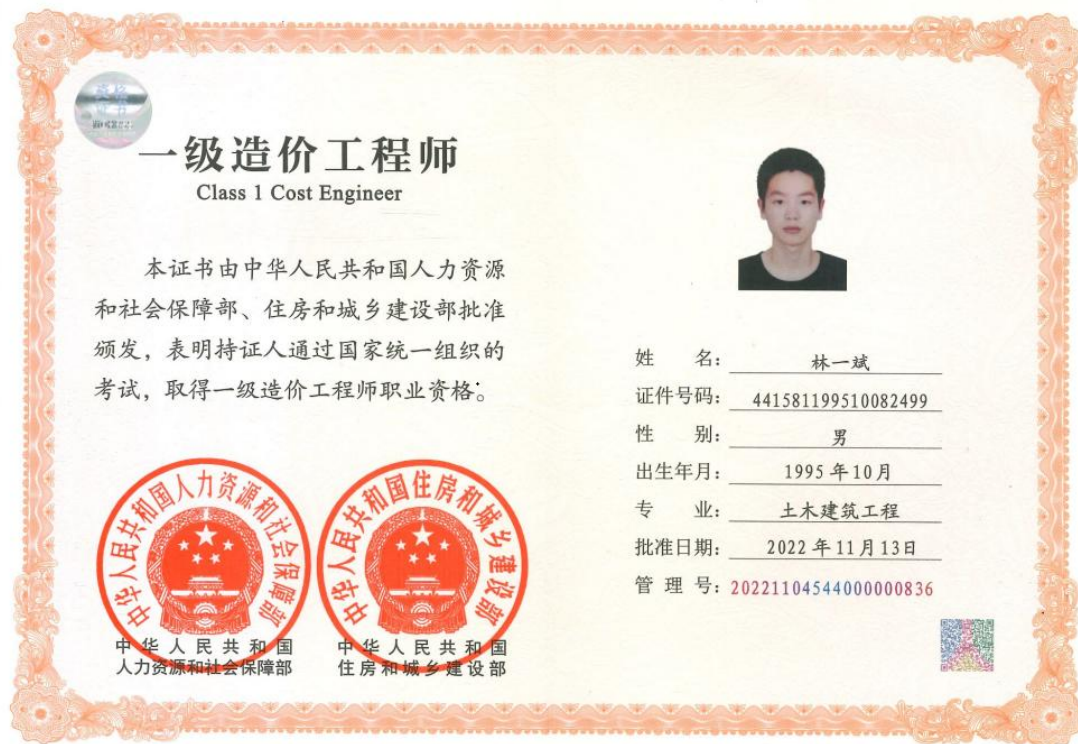 一级造价工程师
Class 1 Cost Engineer
本证书由中华人民共和国人力资源
和社会保障部、住房和城乡建设部批准
颁发，表明持证人通过国家统一组织的
考试，取得一级造价工程师职业资格。
中华人民共和国人力资源和社会保障部
中华人民共和国
人力资源和社会保障部
中华人民共和国住房和城乡建设部
中华人民共和国
住房和城乡建设部
姓 名：林一斌
证件号码：441581199510082499
性 别：男
出生年月：1995年10月
专 业：土木建筑工程
批准日期：2022年11月13日
管 理 号：20221104544000000836